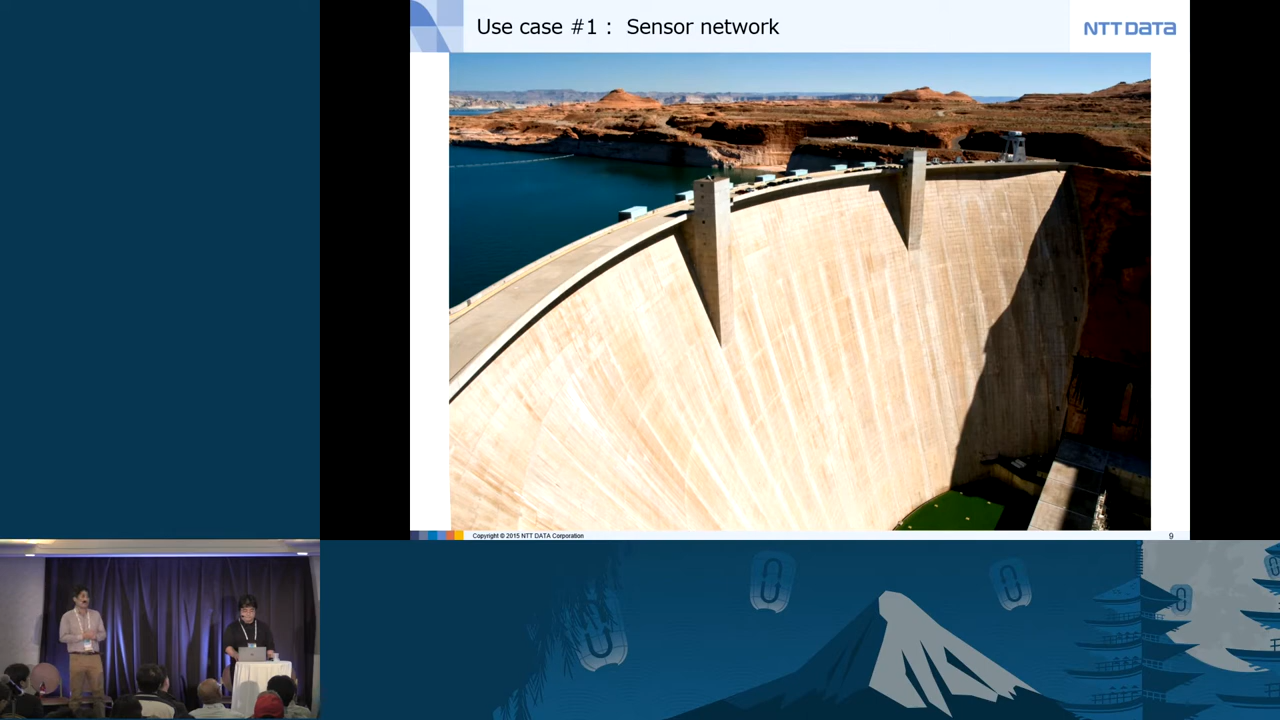 Use case #1 :  Sensor network
NTT DATA
Copyright © 2015 NTT DATA Corporation
9